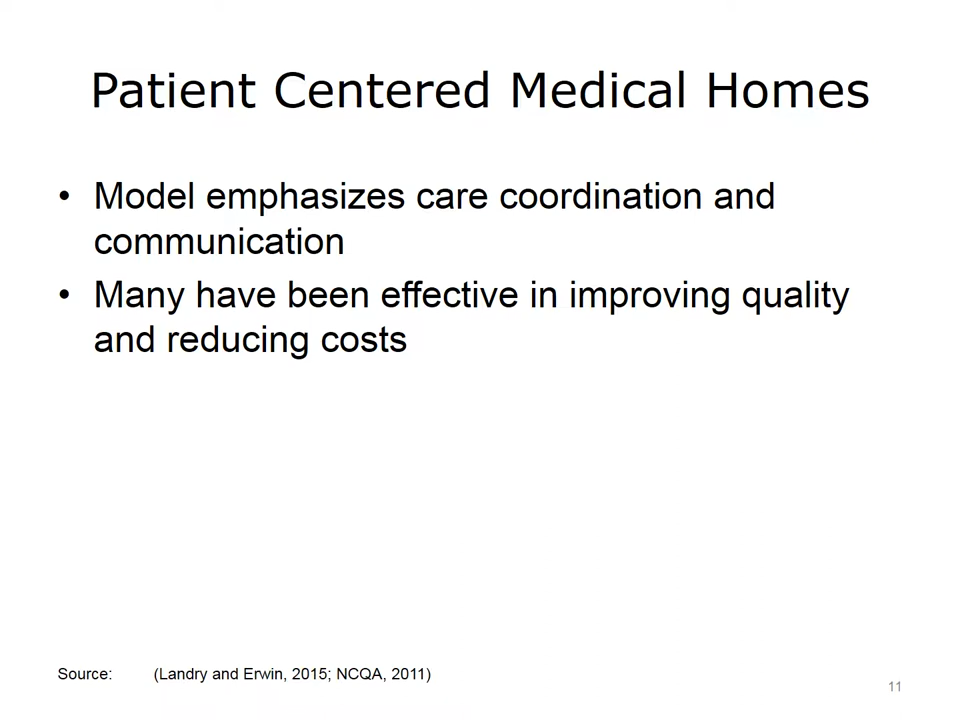 Patient Centered Medical Homes
• Model emphasizes care coordination and
communication
• Many have been effective in improving quality
and reducing costs
Source: (Landry and Erwin, 2015; NCQA, 2011)
11